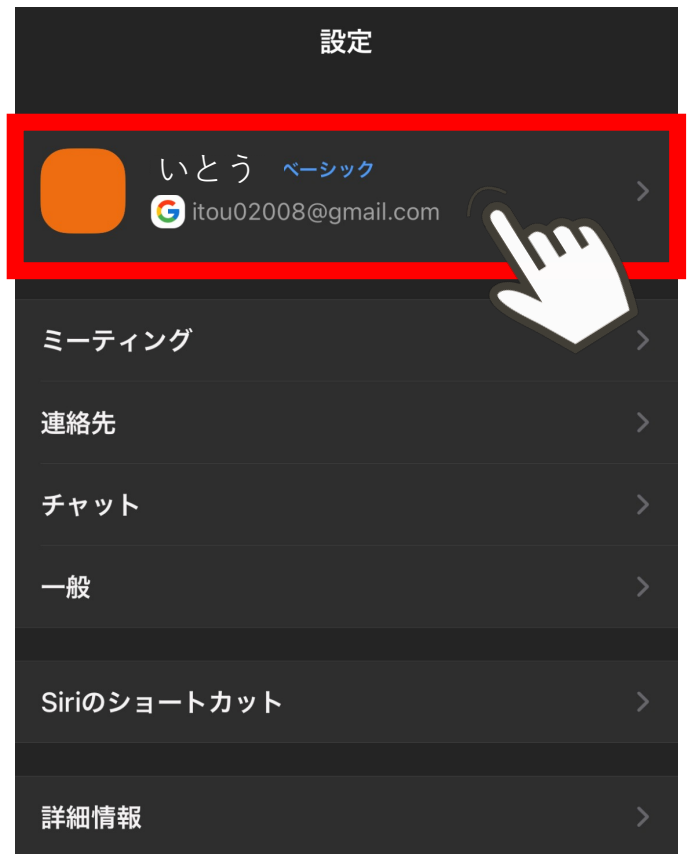 設定
いとう ベーシック
itou02008@gmail.com
ミーティング
連絡先
チャット
一般
Siriのショートカット
詳細情報